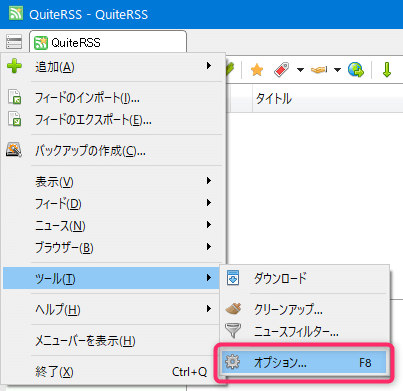 QuiteRSS - QuiteRSS
QuiteRSS
追加(A)
タイトル
フィードのインポート(I)...
フィードのエクスポート(E)...
バックアップの作成(C)...
表示(V)
フィード(D)
ニュース(N)
ブラウザー(B)
ツール(T)
ダウンロード
ヘルプ(H)
クリーンアップ...
メニューバーを表示(H)
ニュースフィルター...
終了(X) Ctrl+Q
オプション... F8